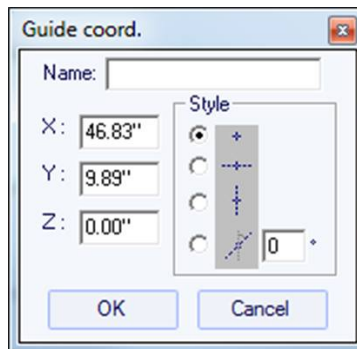 Guide coord.
Name:
Style
X: 46.83"
Y: 9.89"
Z: 0.00"
0 °
OK Cancel